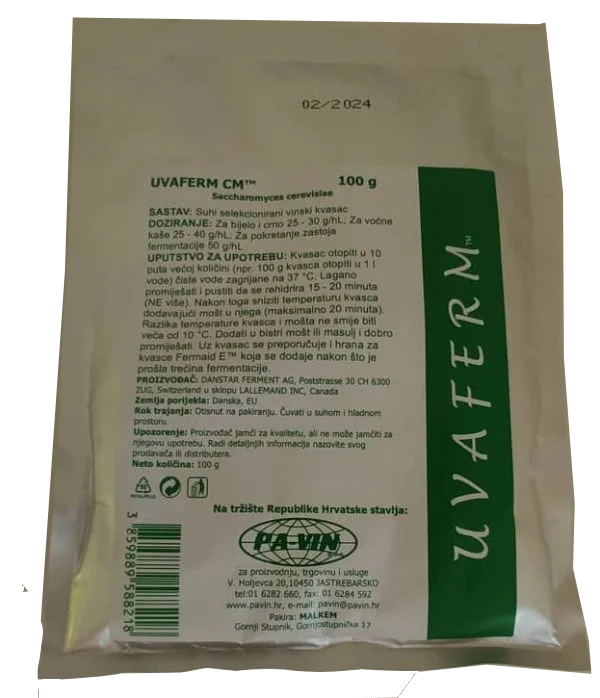 02/2024
UVAFERM CM™ 100 g
Saccharomyces cerevisiae
SASTAV: Suhi selekcionirani vinski kvasac
DOZIRANJE: Za bijelo i crno 25 - 30 g/hL; Za voćne
kaše 25 - 40 g/hL; Za pokretanje zastoja
fermentacije 50 g/hL
UPUTSTVO ZA UPOTREBU: Kvasac otopiti u 10
puta većoj količini (npr. 100 g kvasca otopiti u 1 l
vode) čiste vode zagrijane na 37 °C. Lagano
promiješati i pustiti da se rehidrira 15 - 20 minuta
(NE više). Nakon toga sniziti temperaturu kvasca
dodavajući mošt u njega (maksimalno 20 minuta).
Razlika temperature kvasca i mošta ne smije biti
veća od 10 °C. Dodati u bistri mošt ili masulj i dobro
promiješati. Uz kvasac se preporučuje i hrana za
kvasce Fermaid E™ koja se dodaje nakon što je
prošla trećina fermentacije.
PROIZVOĐAČ: DANSTAR FERMENT AG, Poststrasse 30 CH 6300
ZUG, Switzerland u sklopu LALLEMAND INC, Canada
Zemlja porijekla: Danska, EU
Rok trajanja: Otisnut na pakiranju. Čuvati u suhom i hladnom
prostoru.
Upozorenje: Proizvođač jamči za kvalitetu, ali ne može jamčiti za
njegovu upotrebu. Radi detaljnijih informacija nazovite svog
prodavača ili distributera.
Neto količina: 100 g
Na tržište Republike Hrvatske stavlja:
PA-VIN
za proizvodnju, trgovinu i usluge
V. Holjevca 20,10450 JASTREBARSKO
tel:01 6282 660, fax: 01 6284 592
www.pavin.hr, e-mail: pavin@pavin.hr
Pakira: MALKEM
Gornji Stupnik, Gornjostupnička 17
3 859889 588218
UVAFERM™